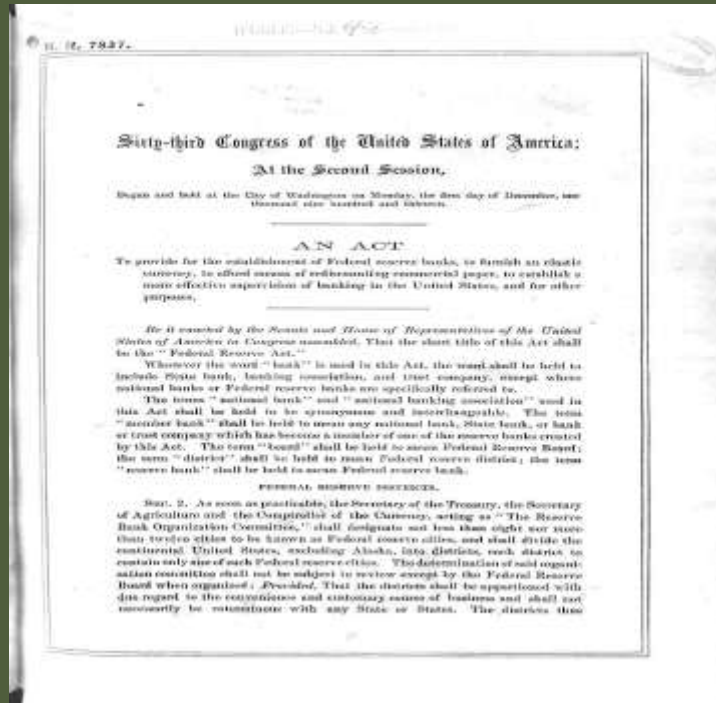 H. R. 7837.
Sixty-third Congress of the United States of America;
At the Second Session,
Begun and held at the City of Washington on Monday, the first day of December, one
thousand nine hundred and thirteen.
AN ACT
To provide for the establishment of Federal reserve banks, to furnish an elastic
currency, to afford means of rediscounting commercial paper, to establish a
more effective supervision of banking in the United States, and for other
purposes.
Be it enacted by the Senate and House of Representatives of the United
States of America in Congress assembled, That the short title of this Act shall
be the "Federal Reserve Act."
Wherever the word "bank" is used in this Act, the word shall be held to
include State bank, banking association, and trust company, except where
national banks or Federal reserve banks are specifically referred to.
The terms "national bank" and "national banking association" used in
this Act shall be held to be synonymous and interchangeable. The term
"member bank" shall be held to mean any national bank, State bank, or bank
or trust company which has become a member of one of the reserve banks created
by this Act. The term "board" shall be held to mean Federal Reserve Board;
the term "district" shall be held to mean Federal reserve district; the term
"reserve bank" shall be held to mean Federal reserve bank.
FEDERAL RESERVE DISTRICTS.
SEC. 2. As soon as practicable, the Secretary of the Treasury, the Secretary
of Agriculture and the Comptroller of the Currency, acting as "The Reserve
Bank Organization Committee," shall designate not less than eight nor more
than twelve cities to be known as Federal reserve cities, and shall divide the
continental United States, excluding Alaska, into districts, each district to
contain only one of such Federal reserve cities. The determination of said organi-
zation committee shall not be subject to review except by the Federal Reserve
Board when organized: Provided, That the districts shall be apportioned with
due regard to the convenience and customary course of business and shall not
necessarily be coterminous with any State or States. The districts thus